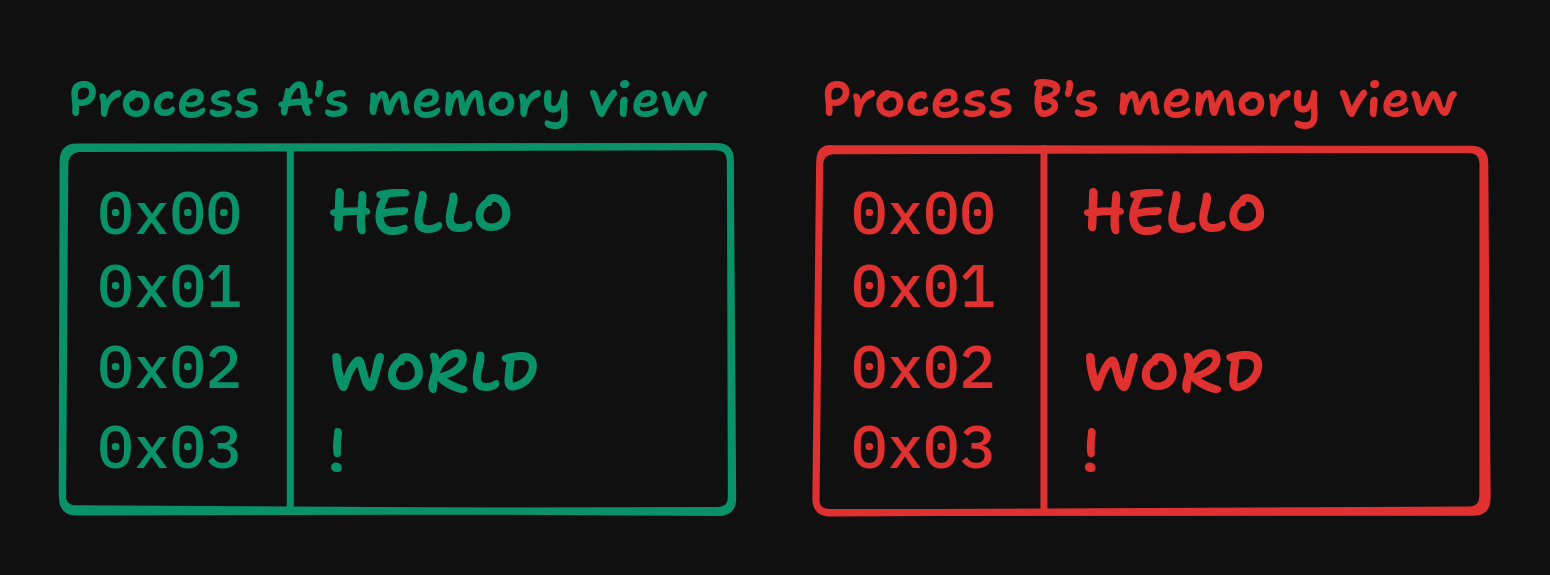 Process A's memory view
0x00 HELLO
0x01
0x02 WORLD
0x03 !
Process B's memory view
0x00 HELLO
0x01
0x02 WORD
0x03 !